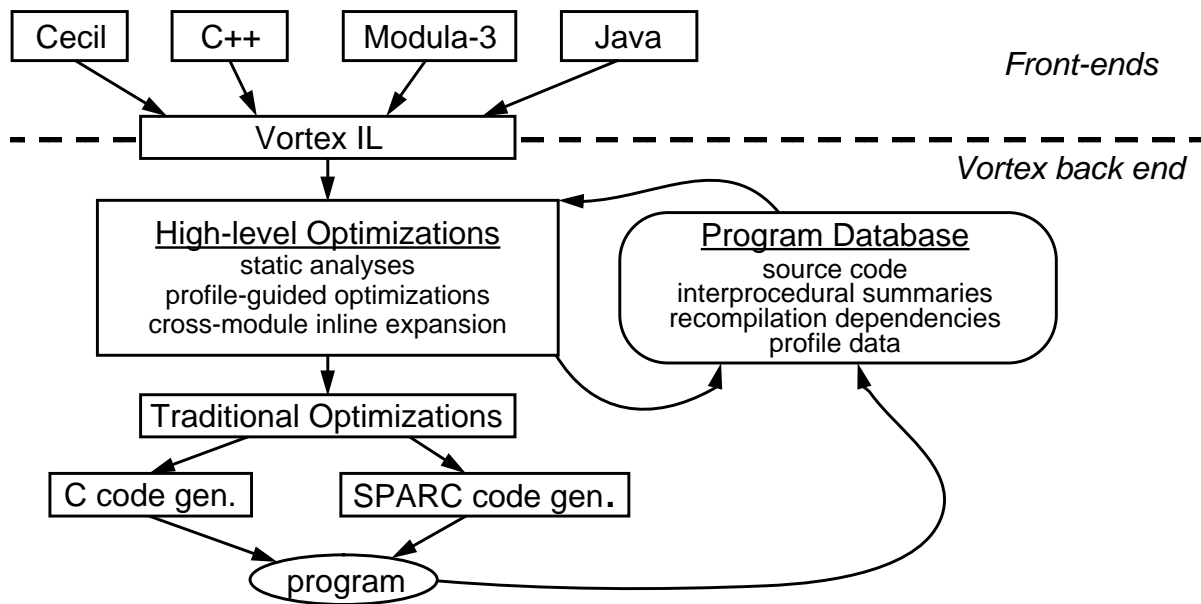 Cecil
C++
Modula-3
Java
Front-ends
Vortex IL
Vortex back end
High-level Optimizations
static analyses
profile-guided optimizations
cross-module inline expansion
Program Database
source code
interprocedural summaries
recompilation dependencies
profile data
Traditional Optimizations
C code gen.
SPARC code gen.
program